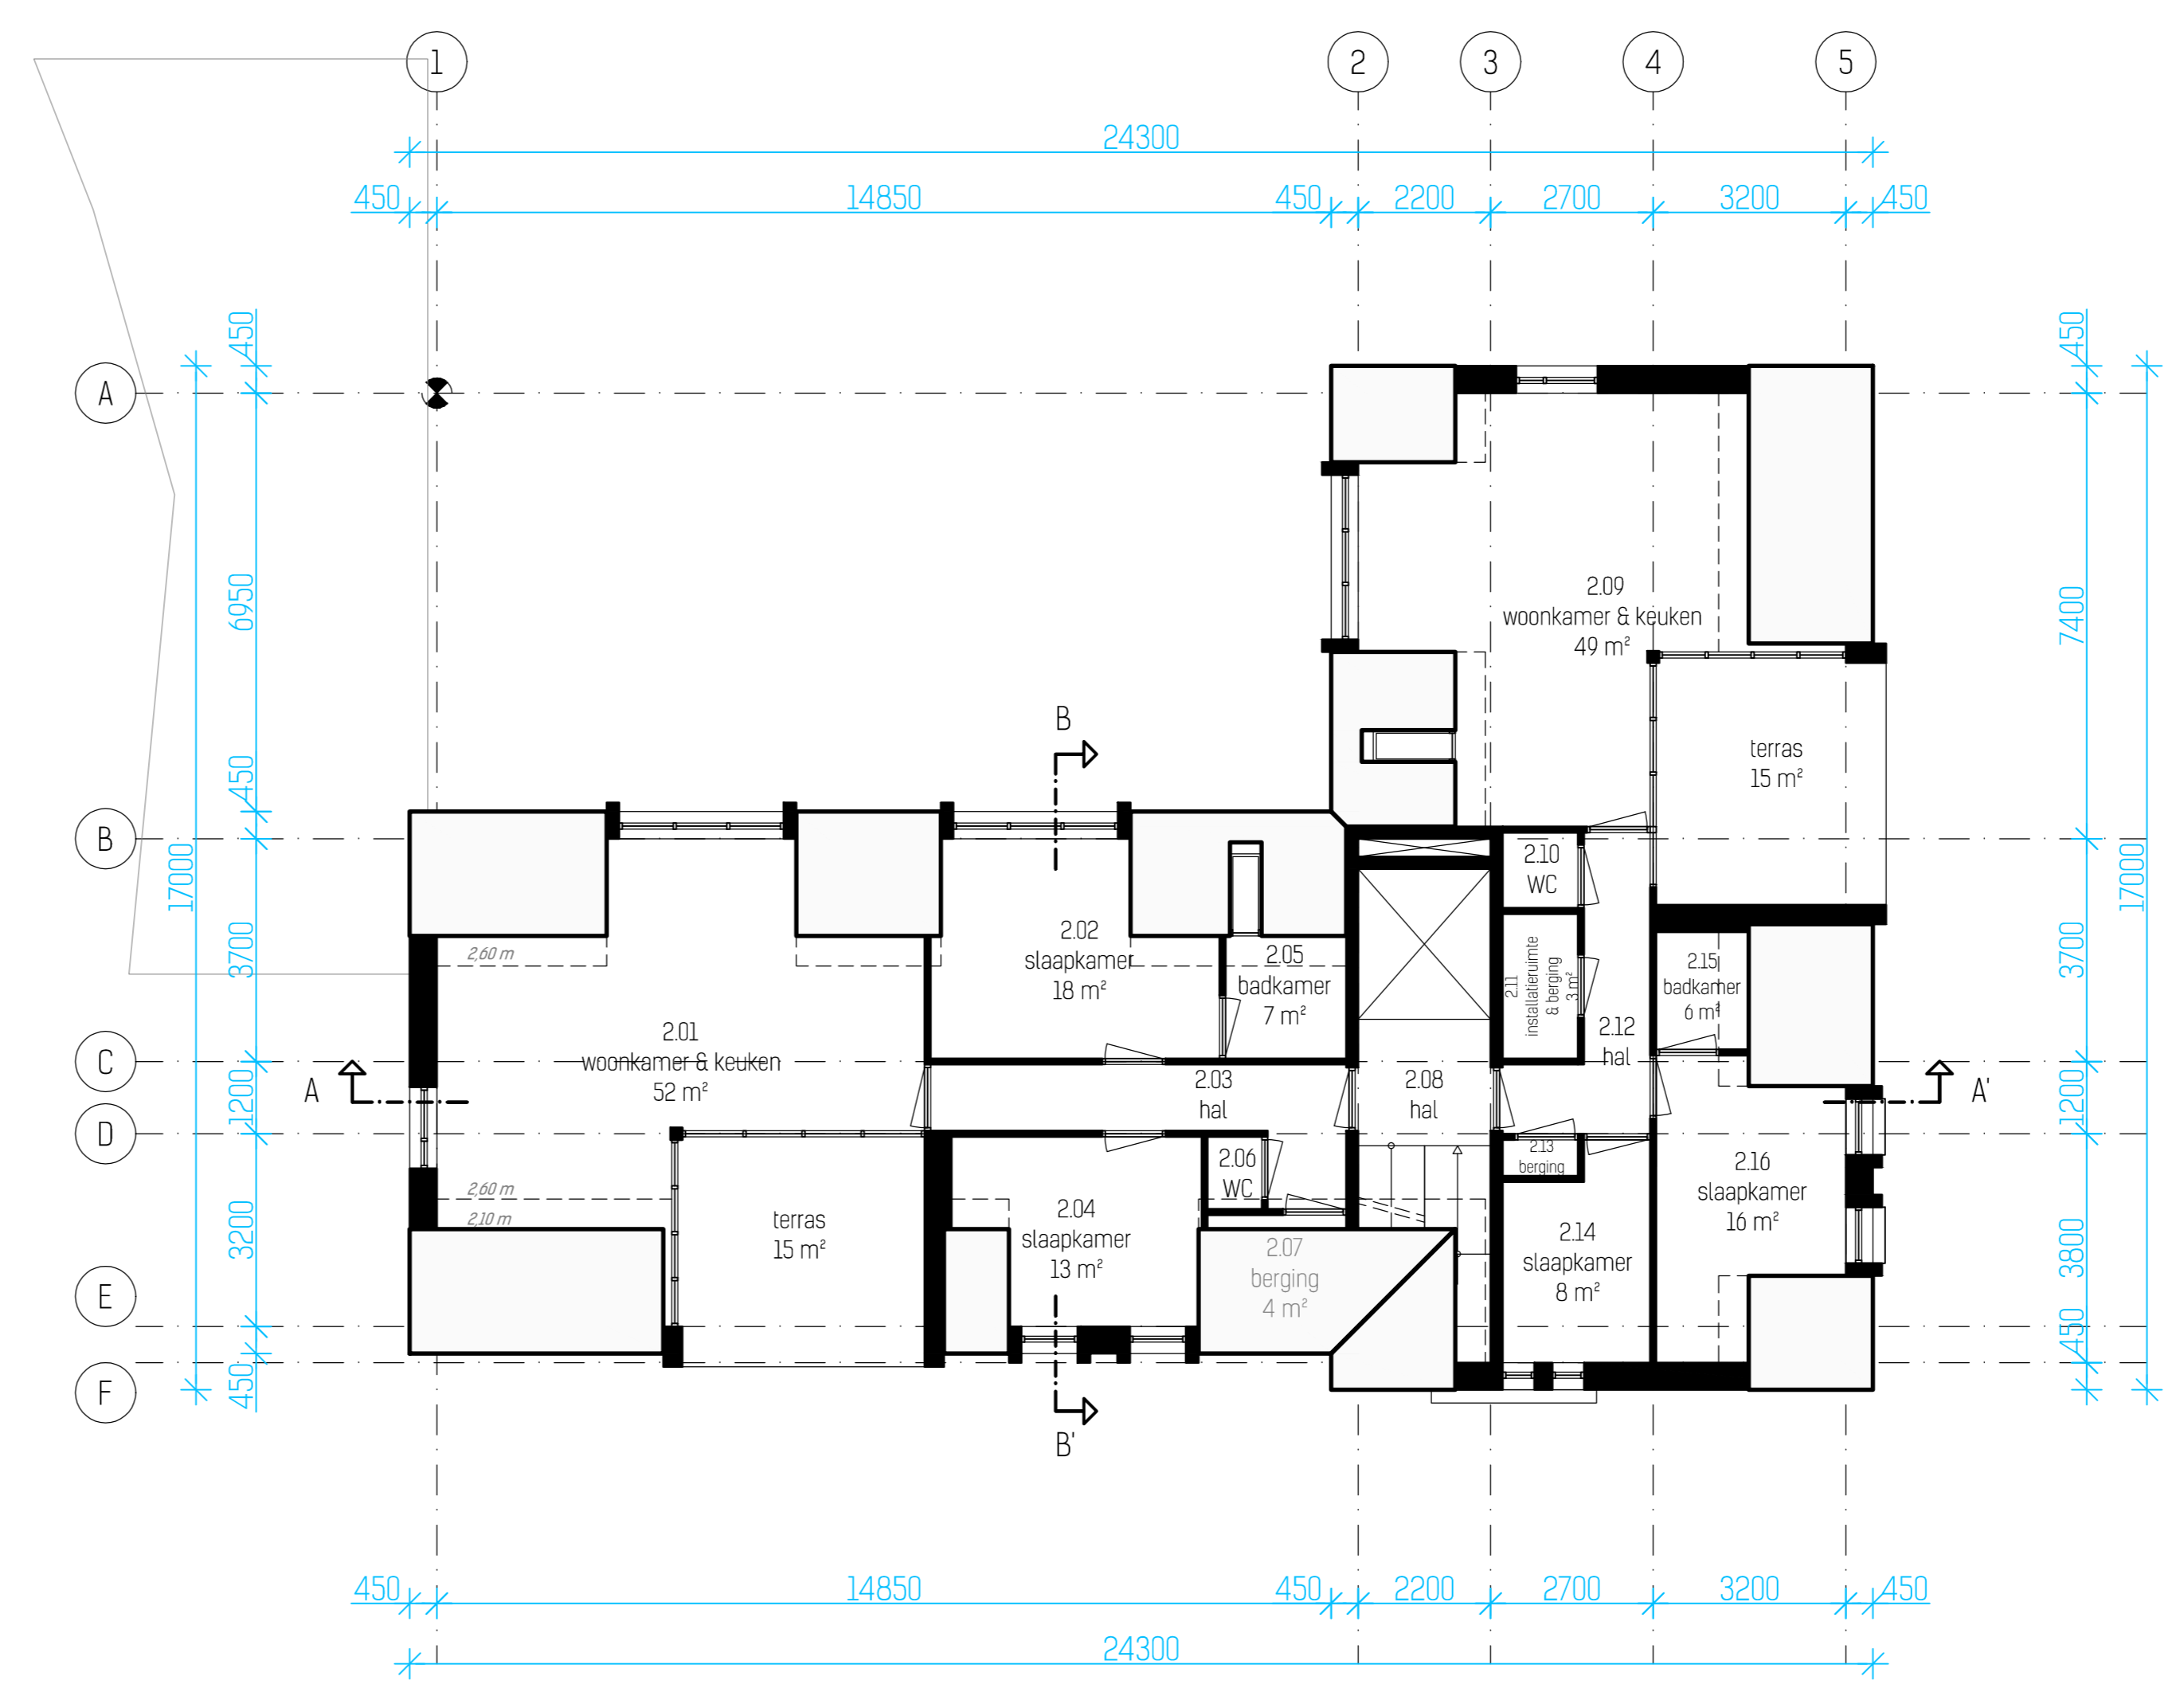 1
2
3
4
5
24300
450
14850
450
2200
2700
3200
450
A
B
C
D
E
F
17000
450
6950
450
3700
1200
3200
450
450
7400
3700
1200
3800
450
17000
2.09
woonkamer & keuken
49 m²
terras
15 m²
B
2.10
WC
2.02
slaapkamer
18 m²
2.05
badkamer
7 m²
2.11
installatieruimte
& berging
3 m²
2.15
badkamer
6 m²
2,60 m
2.01
woonkamer & keuken
52 m²
2.12
hal
A
2.03
hal
2.08
hal
A'
2.13
berging
2.06
WC
2.16
slaapkamer
16 m²
2,60 m
2,10 m
terras
15 m²
2.04
slaapkamer
13 m²
2.07
berging
4 m²
2.14
slaapkamer
8 m²
B'
450
14850
450
2200
2700
3200
450
24300